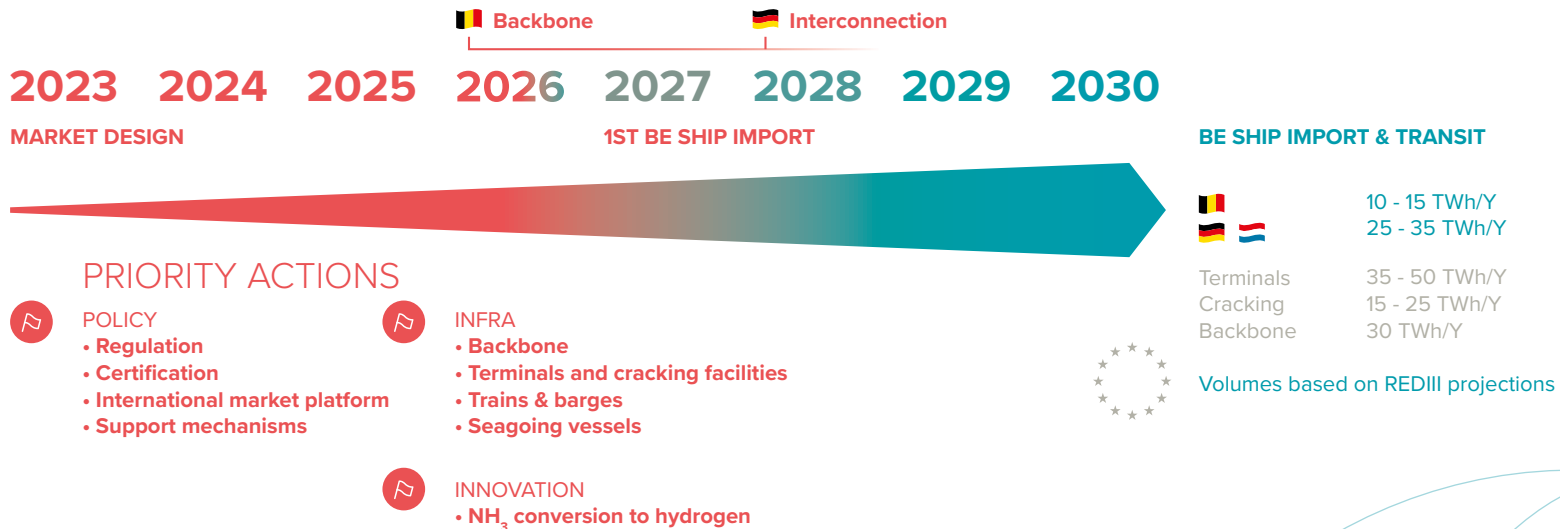 Backbone
Interconnection
2023 2024 2025 2026 2027 2028 2029 2030
MARKET DESIGN
1ST BE SHIP IMPORT
BE SHIP IMPORT & TRANSIT
10 - 15 TWh/Y
25 - 35 TWh/Y
Terminals 35 - 50 TWh/Y
Cracking 15 - 25 TWh/Y
Backbone 30 TWh/Y
Volumes based on REDIII projections
PRIORITY ACTIONS
POLICY
• Regulation
• Certification
• International market platform
• Support mechanisms
INFRA
• Backbone
• Terminals and cracking facilities
• Trains & barges
• Seagoing vessels
INNOVATION
• NH₃ conversion to hydrogen